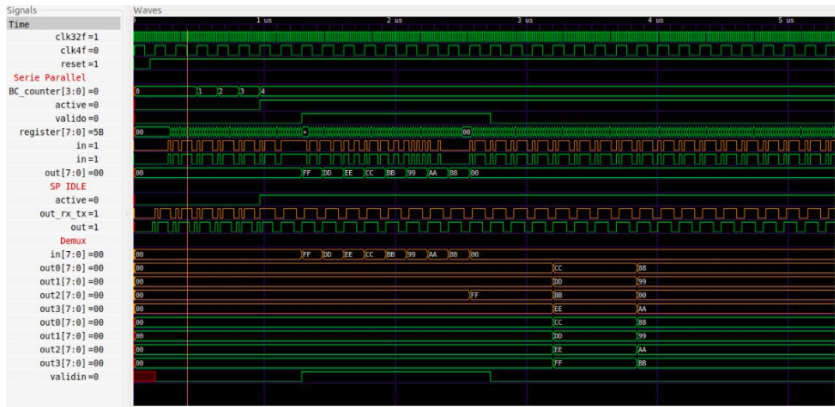 Signals
Waves
Time
0 1 us 2 us 3 us 4 us 5 us
clk32f=1
clk4f=0
reset=1
Serie Parallel
BC_counter[3:0]=0 0 1 2 3 4
active=0
valido=0
register[7:0]=5B 00 + 00
in=1
in=1
out[7:0]=00 00 FF DD EE CC BB 99 AA 88 00
SP IDLE
active=0
out_rx_tx=1
out=1
Demux
in[7:0]=00 00 FF DD EE CC BB 99 AA 88 00
out0[7:0]=00 00 CC 88
out1[7:0]=00 00 DD 99
out2[7:0]=00 00 FF BB 00
out3[7:0]=00 00 EE AA
out0[7:0]=00 00 CC 88
out1[7:0]=00 00 DD 99
out2[7:0]=00 00 EE AA
out3[7:0]=00 00 FF BB
validin=0